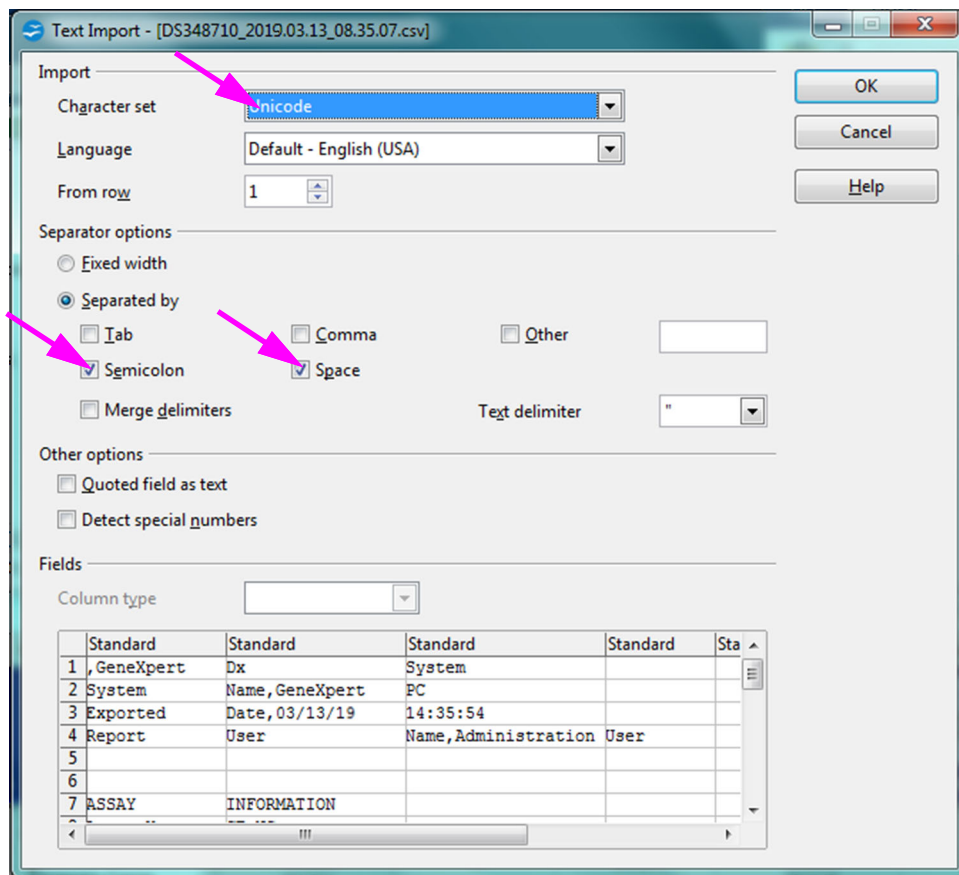 Text Import - [DS348710_2019.03.13_08.35.07.csv]
Import
Character set Unicode
Language Default - English (USA)
From row 1
OK
Cancel
Help
Separator options
Fixed width
Separated by
Tab Comma Other
Semicolon Space
Merge delimiters Text delimiter "
Other options
Quoted field as text
Detect special numbers
Fields
Column type
Standard Standard Standard Standard Sta
1 ,GeneXpert Dx System
2 System Name,GeneXpert PC
3 Exported Date,03/13/19 14:35:54
4 Report User Name,Administration User
5
6
7 ASSAY INFORMATION